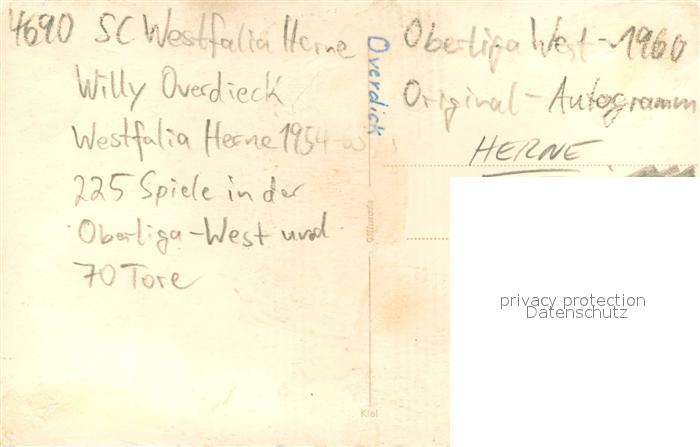 4690 SC Westfalia Herne
Willy Overdieck
Westfalia Herne 1954-
225 Spiele in der
Oberliga-West und
70 Tore
Overdick
Oberliga West - 1960
Original - Autogramm
HERNE
privacy protection
Datenschutz
Kiel